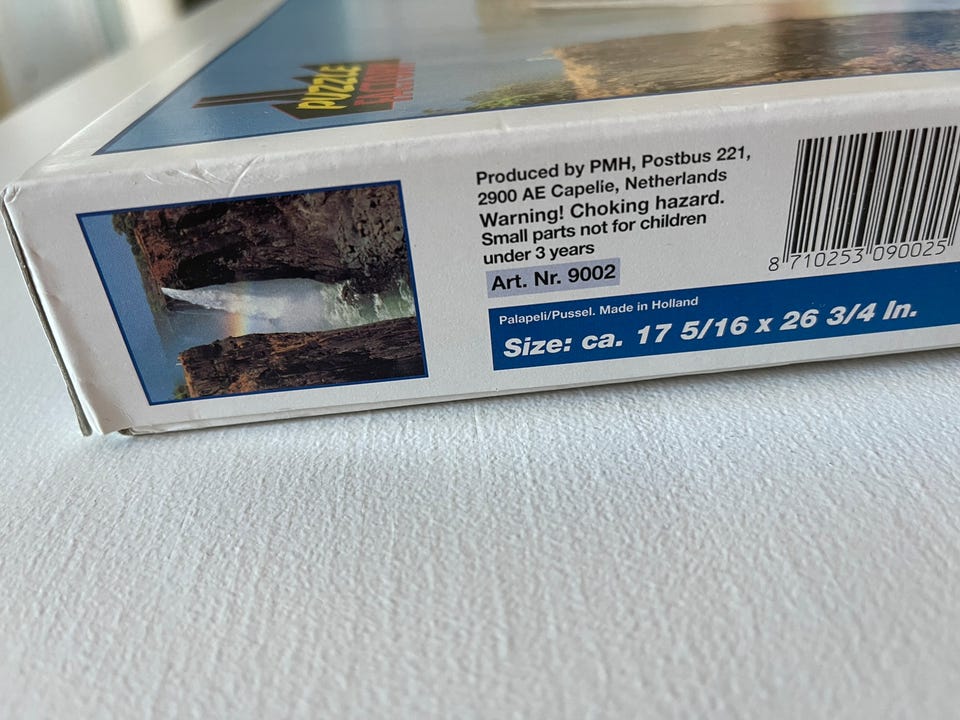 PUZZLE
FACTORY
Produced by PMH, Postbus 221,
2900 AE Capelie, Netherlands
Warning! Choking hazard.
Small parts not for children
under 3 years
Art. Nr. 9002
8 710253 090025
Palapeli/Pussel. Made in Holland
Size: ca. 17 5/16 x 26 3/4 In.